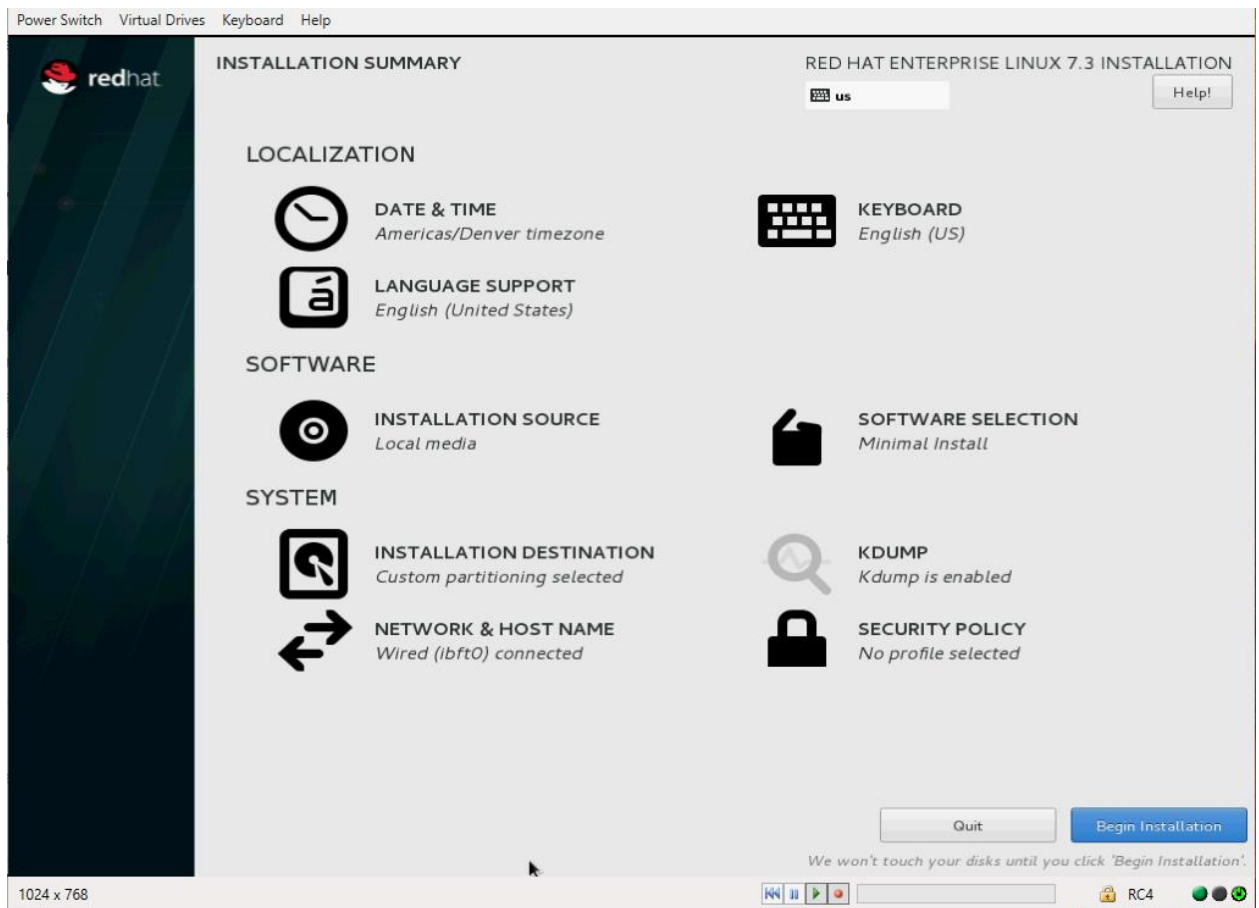 Power Switch Virtual Drives Keyboard Help
redhat
INSTALLATION SUMMARY
RED HAT ENTERPRISE LINUX 7.3 INSTALLATION
us
Help!
LOCALIZATION
DATE & TIME
Americas/Denver timezone
KEYBOARD
English (US)
á
LANGUAGE SUPPORT
English (United States)
SOFTWARE
INSTALLATION SOURCE
Local media
SOFTWARE SELECTION
Minimal Install
SYSTEM
INSTALLATION DESTINATION
Custom partitioning selected
KDUMP
Kdump is enabled
NETWORK & HOST NAME
Wired (ibft0) connected
SECURITY POLICY
No profile selected
Quit
Begin Installation
We won't touch your disks until you click 'Begin Installation'.
1024 x 768
RC4